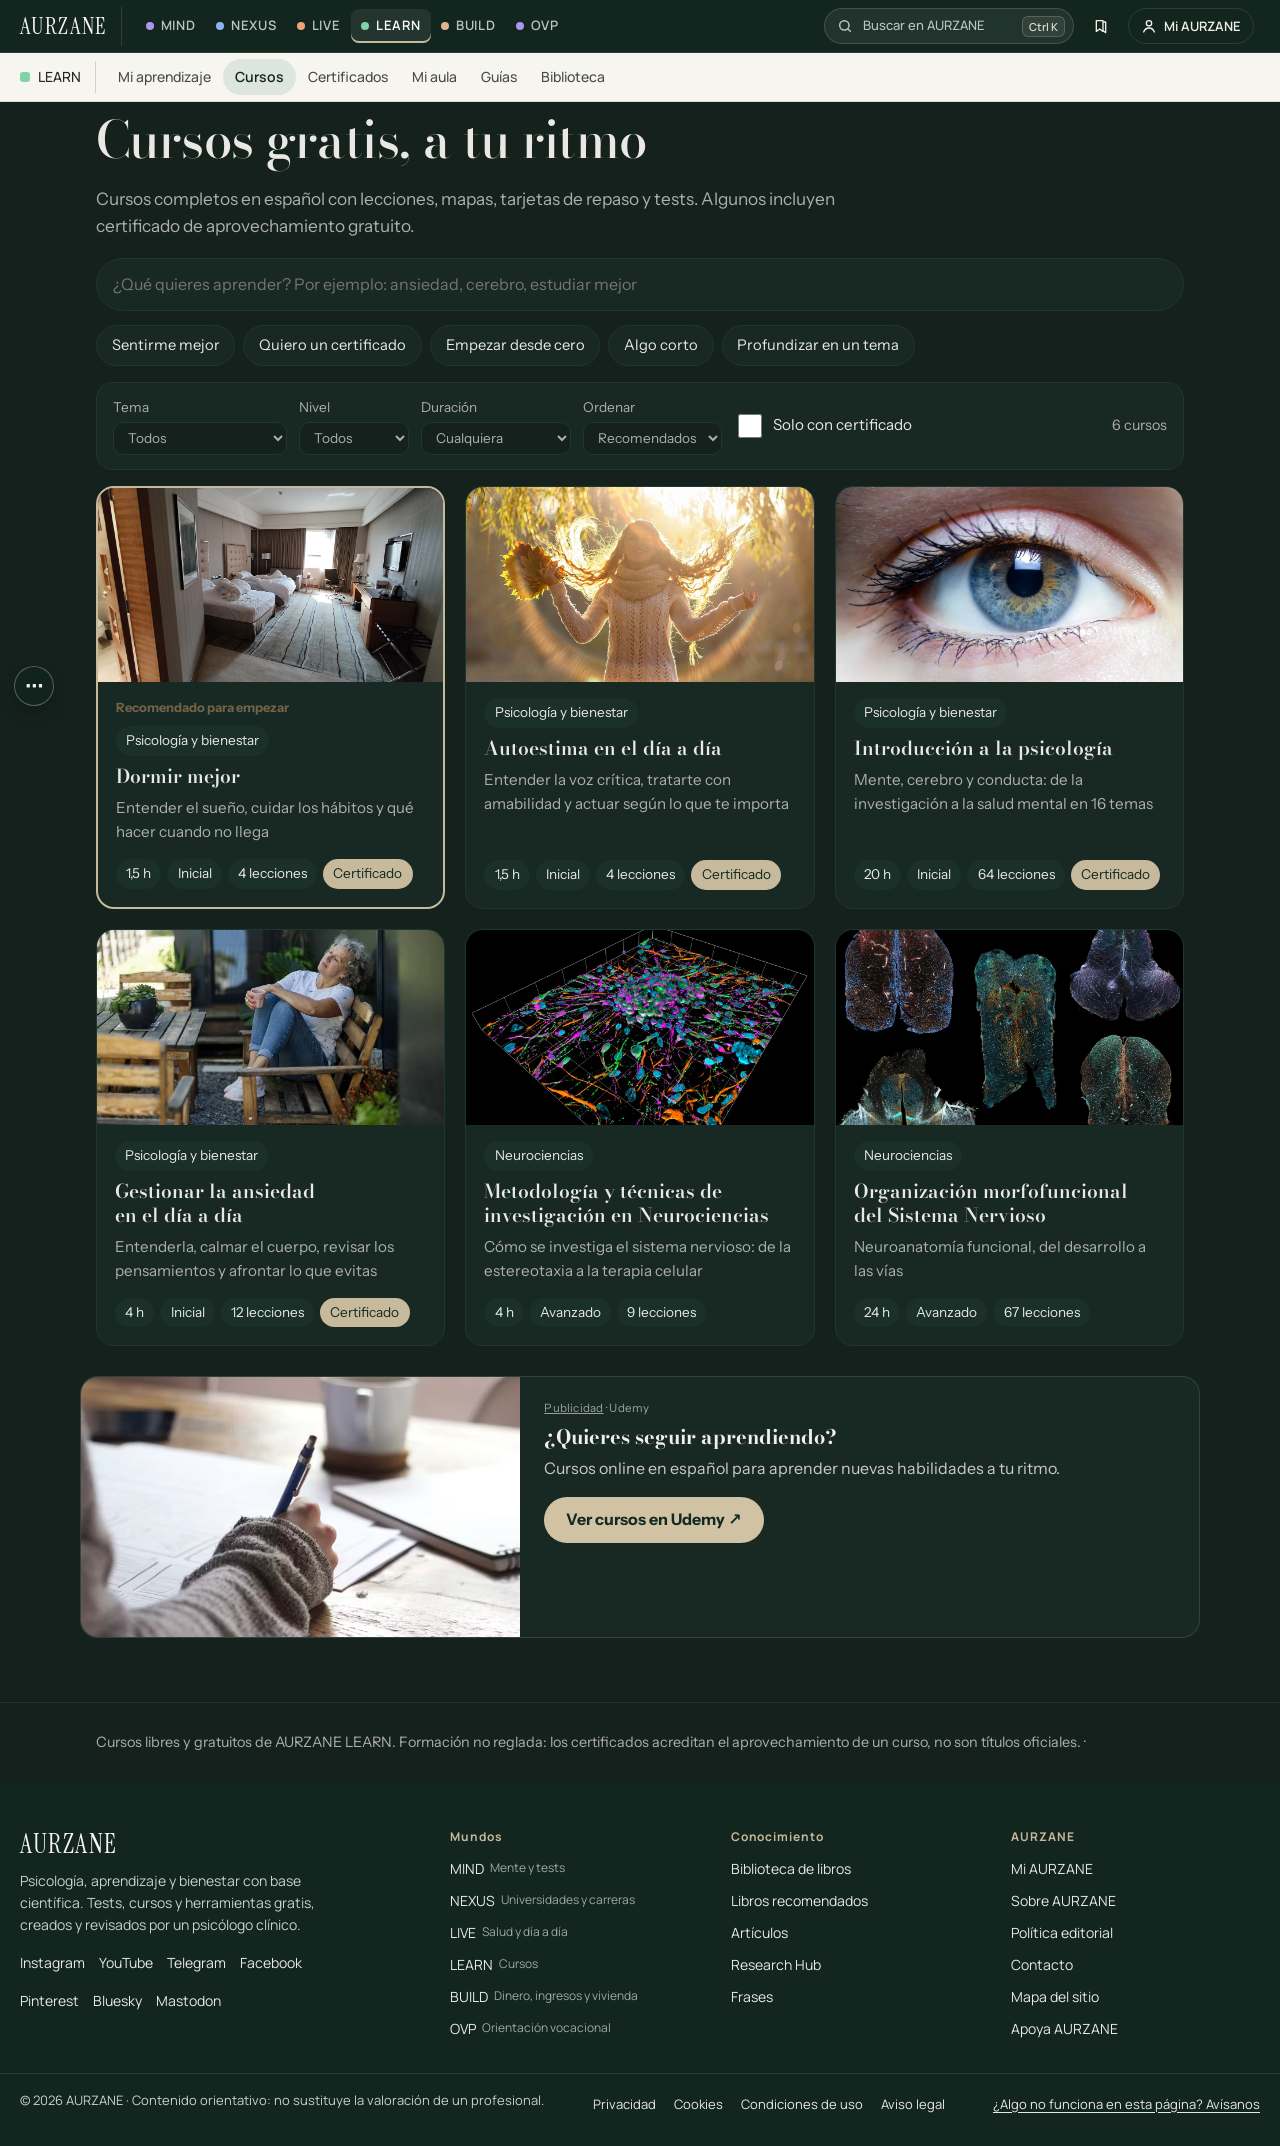 AURZANE
MIND
NEXUS
LIVE
LEARN
BUILD
OVP
Buscar en AURZANE
Ctrl K
Mi AURZANE
LEARN
Mi aprendizaje
Cursos
Certificados
Mi aula
Guías
Biblioteca
Cursos gratis, a tu ritmo
Cursos completos en español con lecciones, mapas, tarjetas de repaso y tests. Algunos incluyen
certificado de aprovechamiento gratuito.
¿Qué quieres aprender? Por ejemplo: ansiedad, cerebro, estudiar mejor
Sentirme mejor
Quiero un certificado
Empezar desde cero
Algo corto
Profundizar en un tema
Tema
Nivel
Duración
Ordenar
Todos
Todos
Cualquiera
Recomendados
Solo con certificado
6 cursos
Recomendado para empezar
Psicología y bienestar
Dormir mejor
Entender el sueño, cuidar los hábitos y qué
hacer cuando no llega
1,5 h
Inicial
4 lecciones
Certificado
Psicología y bienestar
Autoestima en el día a día
Entender la voz crítica, tratarte con
amabilidad y actuar según lo que te importa
1,5 h
Inicial
4 lecciones
Certificado
Psicología y bienestar
Introducción a la psicología
Mente, cerebro y conducta: de la
investigación a la salud mental en 16 temas
20 h
Inicial
64 lecciones
Certificado
Psicología y bienestar
Gestionar la ansiedad
en el día a día
Entenderla, calmar el cuerpo, revisar los
pensamientos y afrontar lo que evitas
4 h
Inicial
12 lecciones
Certificado
Neurociencias
Metodología y técnicas de
investigación en Neurociencias
Cómo se investiga el sistema nervioso: de la
estereotaxia a la terapia celular
4 h
Avanzado
9 lecciones
Neurociencias
Organización morfofuncional
del Sistema Nervioso
Neuroanatomía funcional, del desarrollo a
las vías
24 h
Avanzado
67 lecciones
Publicidad · Udemy
¿Quieres seguir aprendiendo?
Cursos online en español para aprender nuevas habilidades a tu ritmo.
Ver cursos en Udemy ↗
Cursos libres y gratuitos de AURZANE LEARN. Formación no reglada: los certificados acreditan el aprovechamiento de un curso, no son títulos oficiales. ·
AURZANE
Psicología, aprendizaje y bienestar con base
científica. Tests, cursos y herramientas gratis,
creados y revisados por un psicólogo clínico.
Instagram
YouTube
Telegram
Facebook
Pinterest
Bluesky
Mastodon
Mundos
MIND Mente y tests
NEXUS Universidades y carreras
LIVE Salud y día a día
LEARN Cursos
BUILD Dinero, ingresos y vivienda
OVP Orientación vocacional
Conocimiento
Biblioteca de libros
Libros recomendados
Artículos
Research Hub
Frases
AURZANE
Mi AURZANE
Sobre AURZANE
Política editorial
Contacto
Mapa del sitio
Apoya AURZANE
© 2026 AURZANE · Contenido orientativo: no sustituye la valoración de un profesional.
Privacidad
Cookies
Condiciones de uso
Aviso legal
¿Algo no funciona en esta página? Avísanos